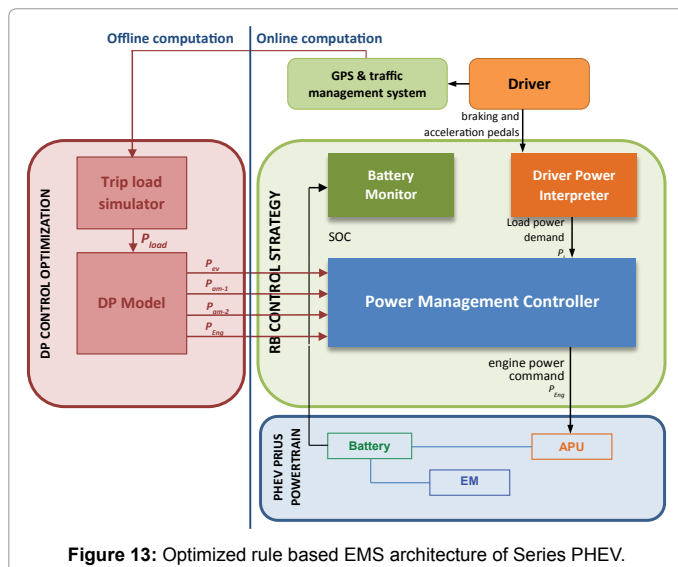 Offline computation
Online computation
GPS & traffic
management system
Driver
braking and
acceleration pedals
DP CONTROL OPTIMIZATION
Trip load
simulator
P_load
DP Model
P_ev
P_am-1
P_am-2
P_Eng
RB CONTROL STRATEGY
Battery
Monitor
Driver Power
Interpreter
SOC
Load power
demand
Power Management Controller
engine power
command
P_Eng
PHEV PRIUS
POWERTRAIN
Battery
APU
EM
Figure 13: Optimized rule based EMS architecture of Series PHEV.